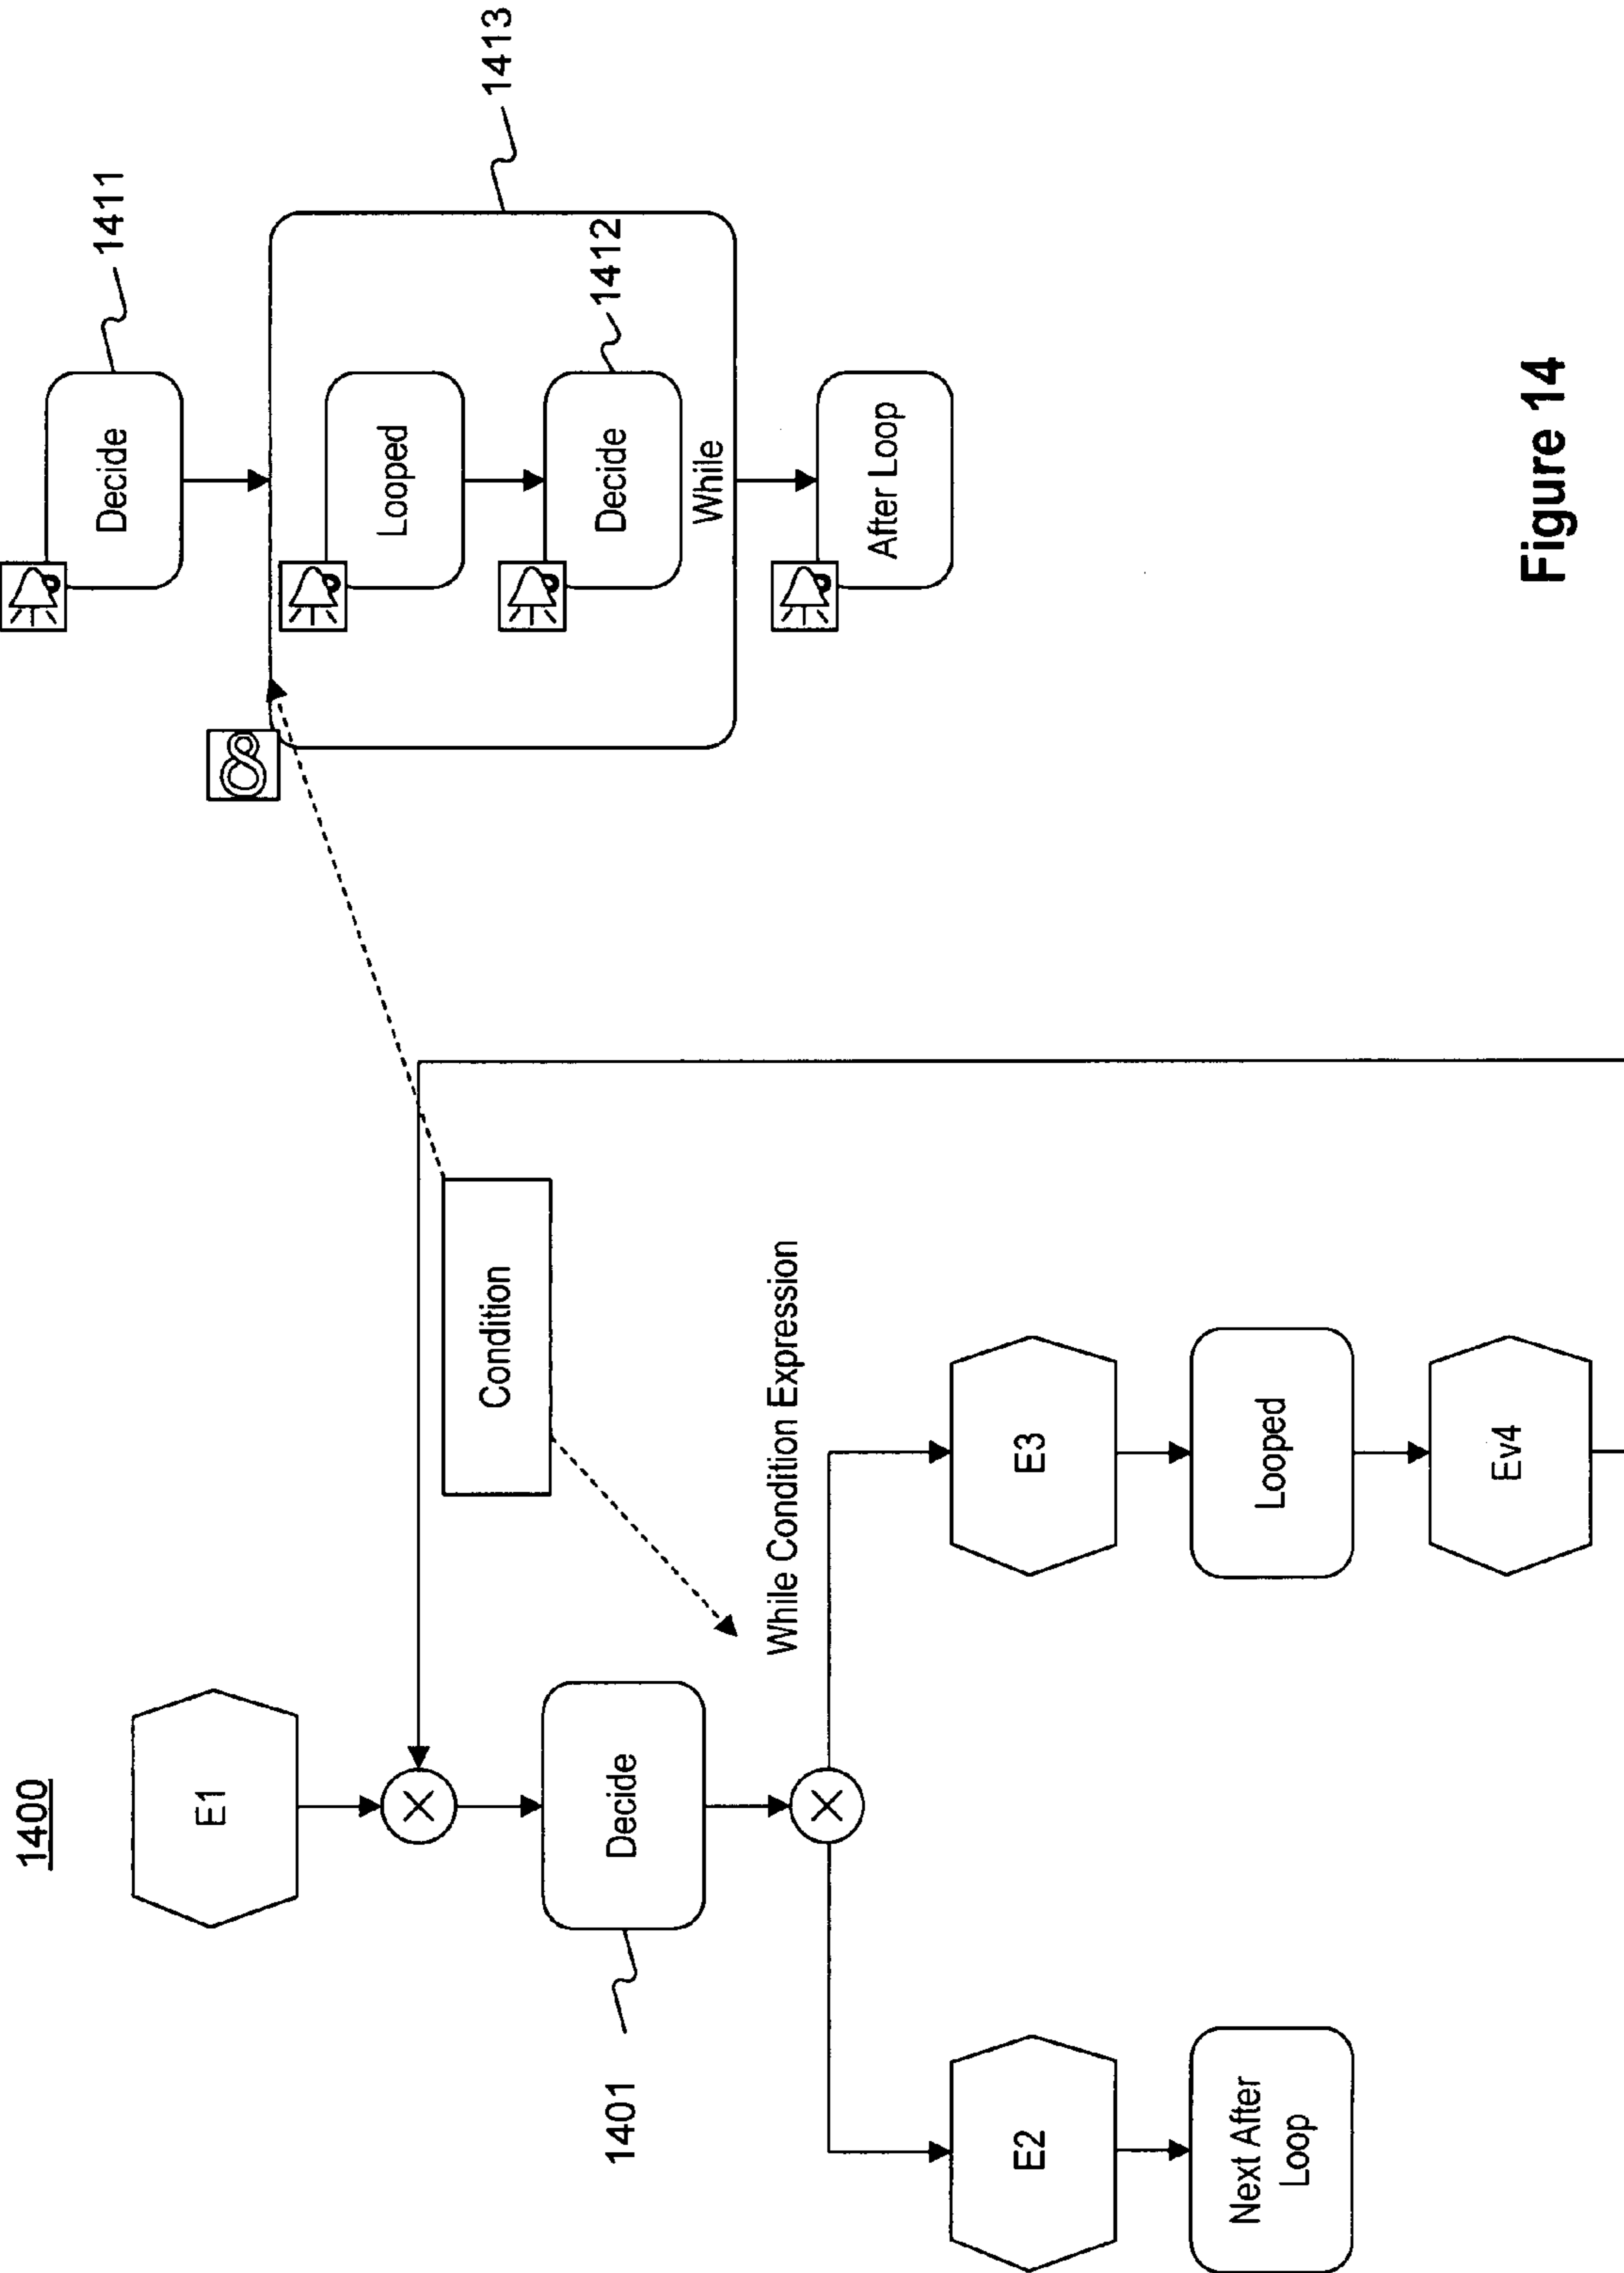 1400
E1
Decide
1401
Condition
While Condition Expression
E2
Next After
Loop
E3
Looped
Ev4
Decide
1411
Looped
Decide
1412
While
1413
After Loop
Figure 14